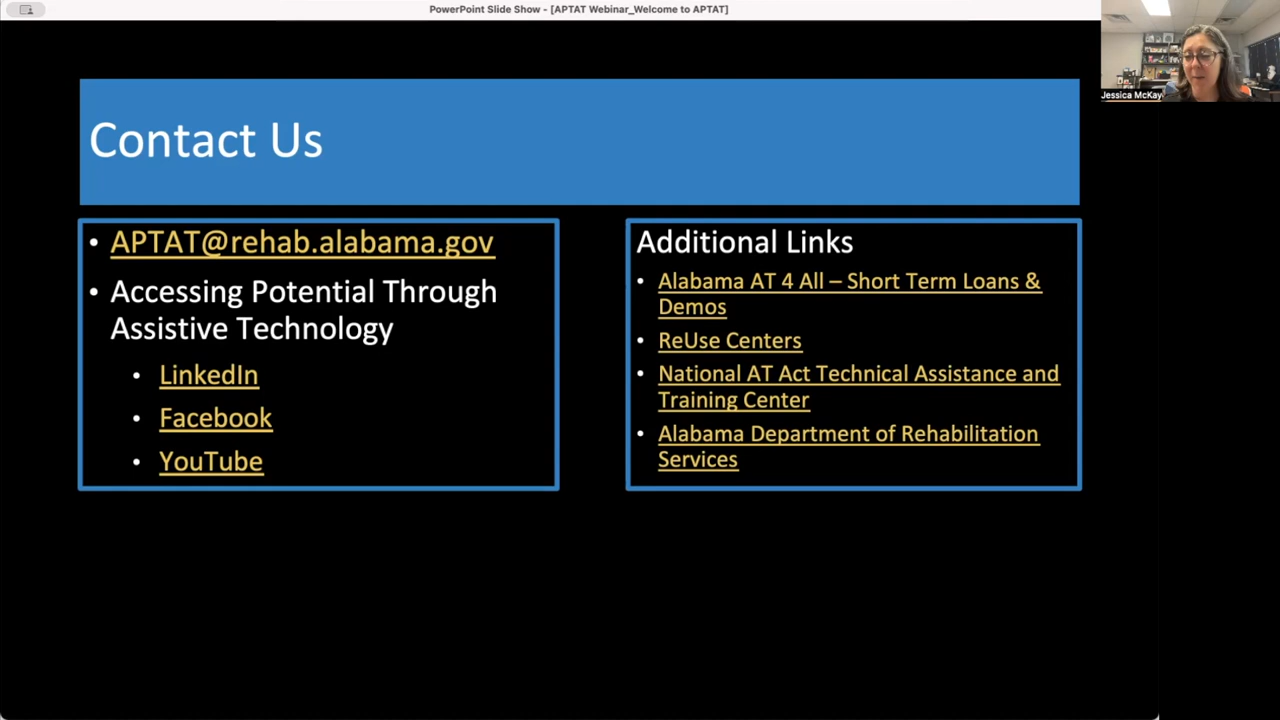 PowerPoint Slide Show - [APTAT Webinar_Welcome to APTAT]
Jessica McKay
Contact Us
• APTAT@rehab.alabama.gov
• Accessing Potential Through
Assistive Technology
• LinkedIn
• Facebook
• YouTube
Additional Links
• Alabama AT 4 All – Short Term Loans &
Demos
• ReUse Centers
• National AT Act Technical Assistance and
Training Center
• Alabama Department of Rehabilitation
Services